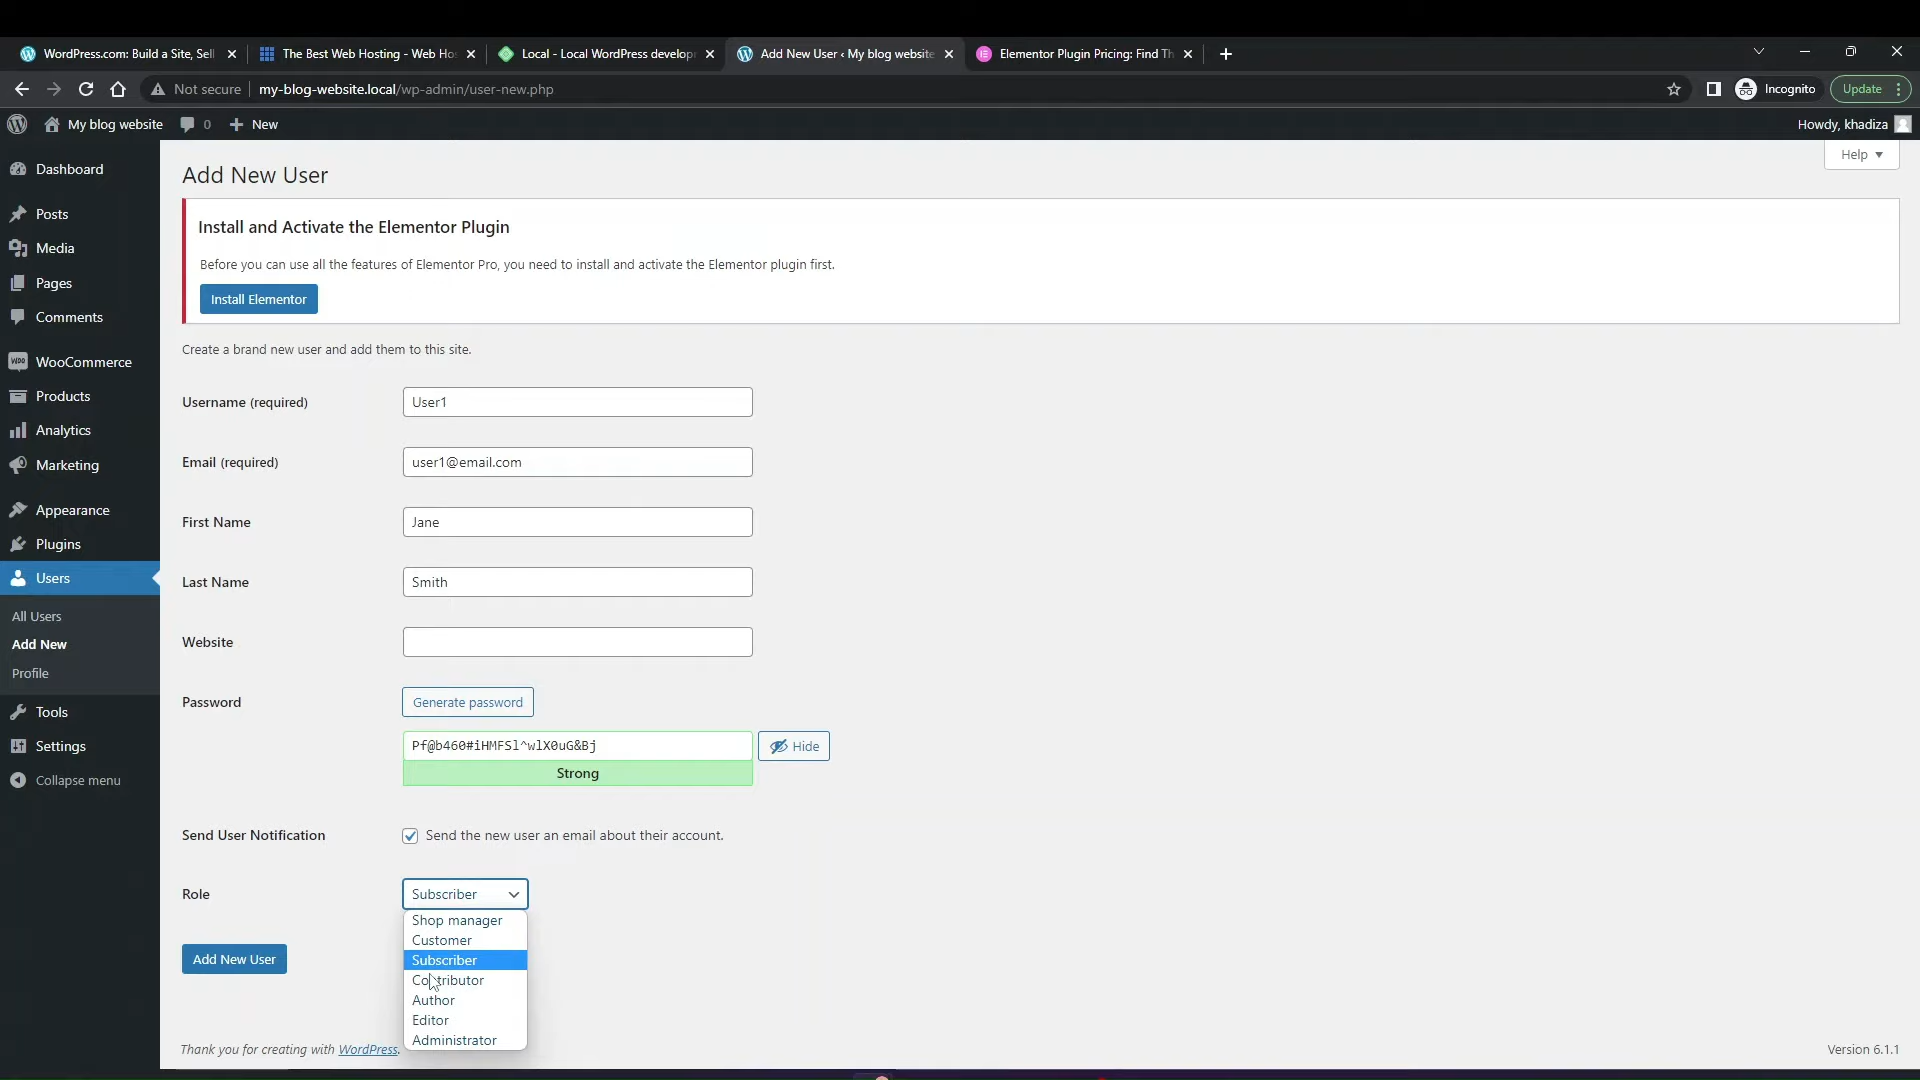 WordPress.com: Build a Site, Sell
The Best Web Hosting - Web Hos
Local - Local WordPress develop
Add New User ‹ My blog website
Elementor Plugin Pricing: Find Th
Not secure my-blog-website.local/wp-admin/user-new.php
Incognito
Update
My blog website
0
New
Howdy, khadiza
Help
Dashboard
Posts
Media
Pages
Comments
WooCommerce
Products
Analytics
Marketing
Appearance
Plugins
Users
All Users
Add New
Profile
Tools
Settings
Collapse menu
Add New User
Install and Activate the Elementor Plugin
Before you can use all the features of Elementor Pro, you need to install and activate the Elementor plugin first.
Install Elementor
Create a brand new user and add them to this site.
Username (required) User1
Email (required) user1@email.com
First Name Jane
Last Name Smith
Website
Password Generate password
Pf@b460#iHMFSl^wlX0uG&Bj Hide
Strong
Send User Notification Send the new user an email about their account.
Role Subscriber
Shop manager
Customer
Subscriber
Contributor
Author
Editor
Administrator
Add New User
Thank you for creating with WordPress.
Version 6.1.1